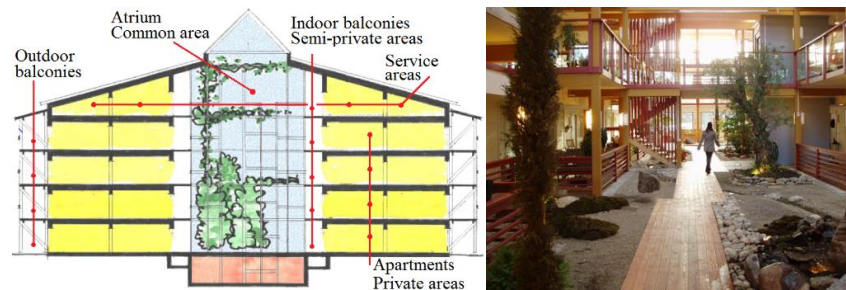 Atrium
Common area
Indoor balconies
Semi-private areas
Outdoor
balconies
Service
areas
Apartments
Private areas